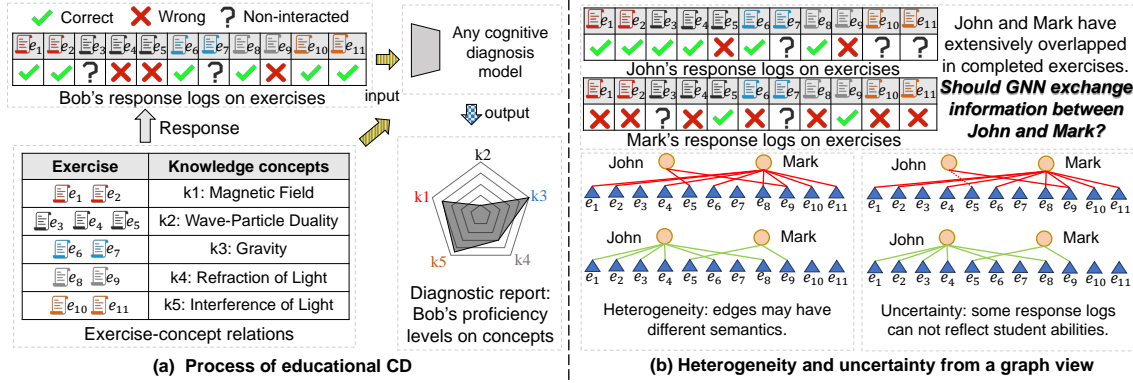 Correct Wrong ? Non-interacted
e1 e2 e3 e4 e5 e6 e7 e8 e9 e10 e11
? ?
Bob's response logs on exercises
Response
input
Any cognitive
diagnosis
model
output
Exercise Knowledge concepts
e1 e2 k1: Magnetic Field
e3 e4 e5 k2: Wave-Particle Duality
e6 e7 k3: Gravity
e8 e9 k4: Refraction of Light
e10 e11 k5: Interference of Light
Exercise-concept relations
k2
k1 k3
k5 k4
Diagnostic report:
Bob's proficiency
levels on concepts
(a) Process of educational CD
e1 e2 e3 e4 e5 e6 e7 e8 e9 e10 e11
? ? ?
John's response logs on exercises
e1 e2 e3 e4 e5 e6 e7 e8 e9 e10 e11
? ?
Mark's response logs on exercises
John and Mark have
extensively overlapped
in completed exercises.
Should GNN exchange
information between
John and Mark?
John Mark
e1 e2 e3 e4 e5 e6 e7 e8 e9 e10 e11
John Mark
e1 e2 e3 e4 e5 e6 e7 e8 e9 e10 e11
Heterogeneity: edges may have
different semantics.
John Mark
e1 e2 e3 e4 e5 e6 e7 e8 e9 e10 e11
John Mark
e1 e2 e3 e4 e5 e6 e7 e8 e9 e10 e11
Uncertainty: some response logs
can not reflect student abilities.
(b) Heterogeneity and uncertainty from a graph view